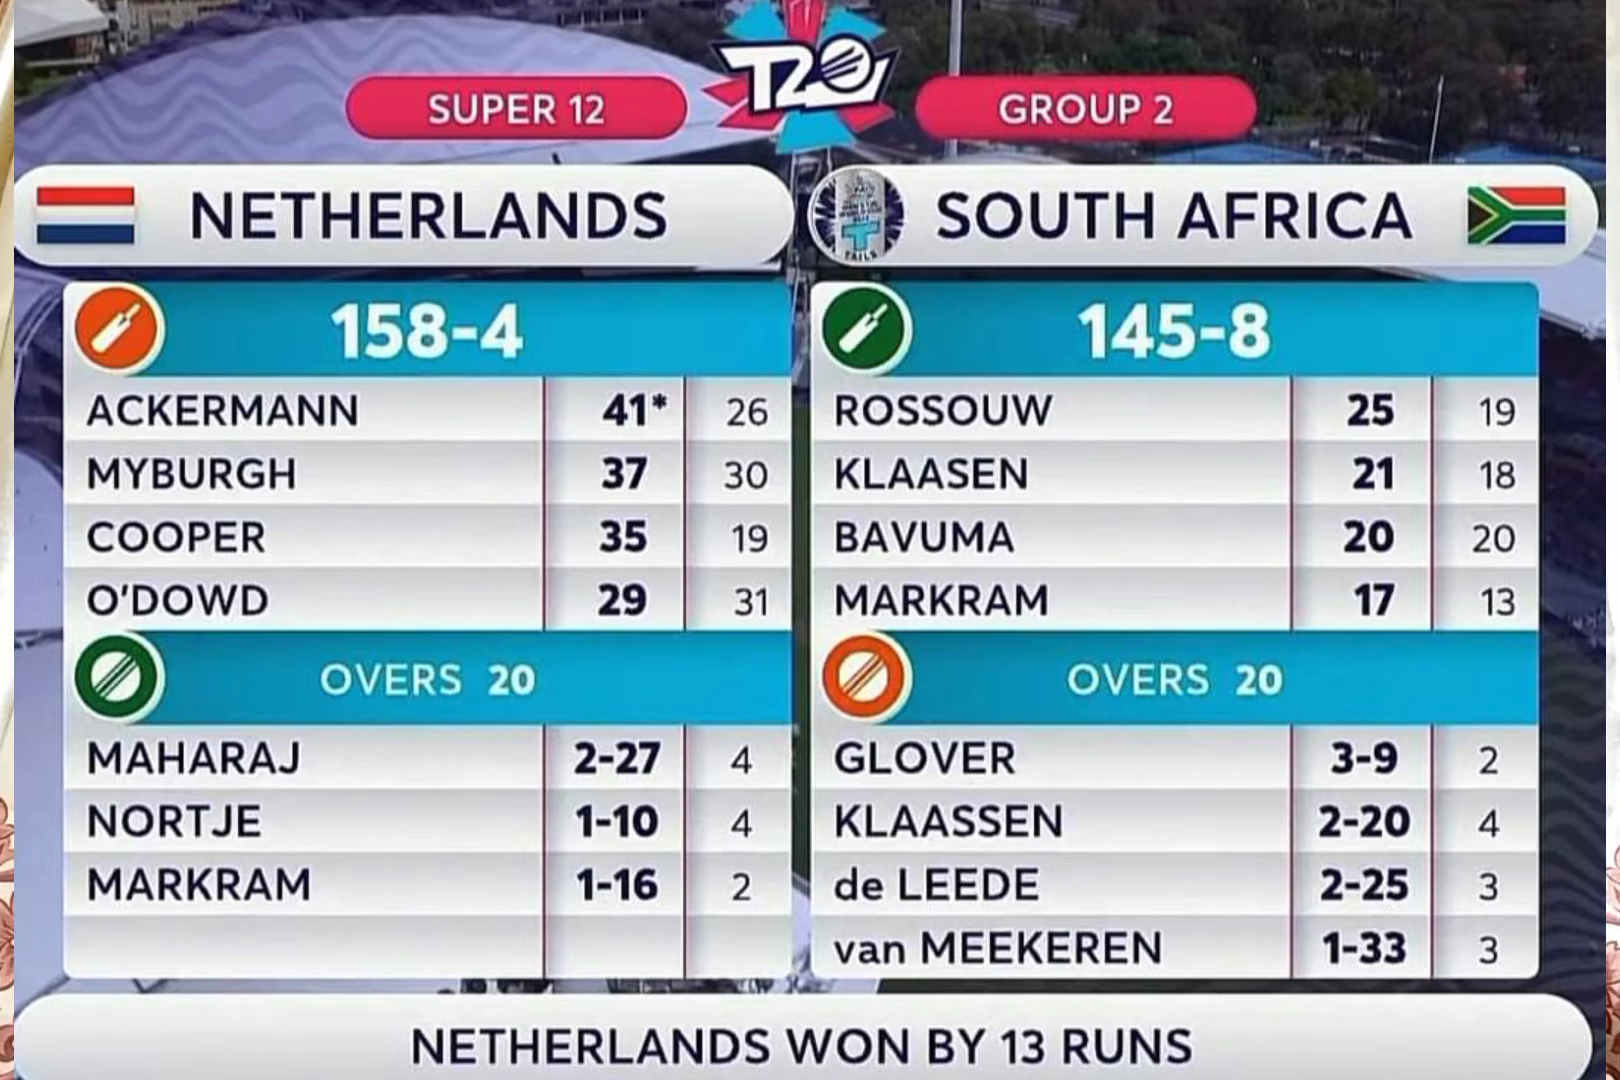 T20
SUPER 12
GROUP 2
NETHERLANDS
SOUTH AFRICA
TAILS
158-4
ACKERMANN 41* 26
MYBURGH 37 30
COOPER 35 19
O'DOWD 29 31
OVERS 20
MAHARAJ 2-27 4
NORTJE 1-10 4
MARKRAM 1-16 2
145-8
ROSSOUW 25 19
KLAASEN 21 18
BAVUMA 20 20
MARKRAM 17 13
OVERS 20
GLOVER 3-9 2
KLAASSEN 2-20 4
de LEEDE 2-25 3
van MEEKEREN 1-33 3
NETHERLANDS WON BY 13 RUNS